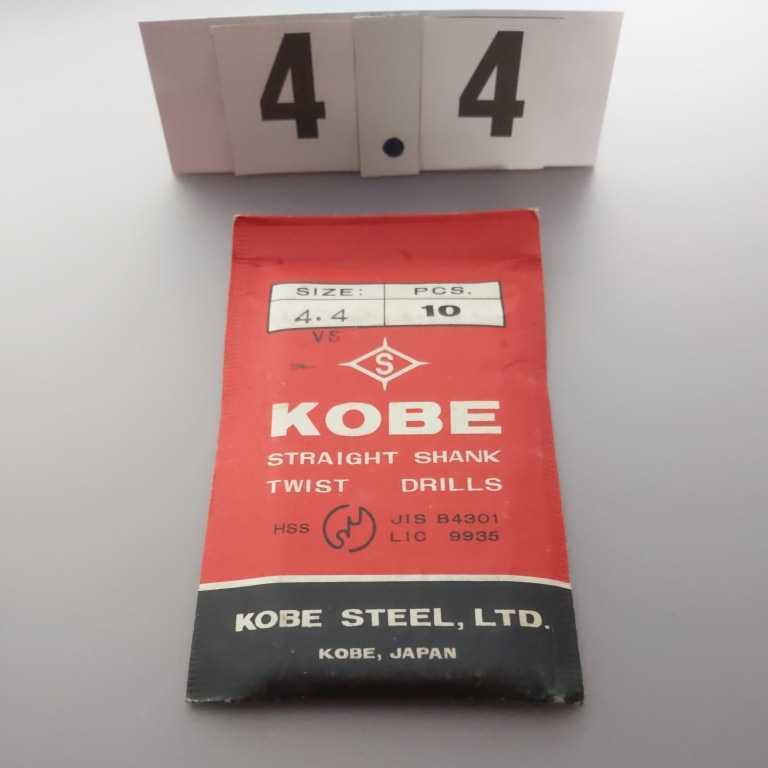 4.4
SIZE: PCS.
4.4 10
VS
S
KOBE
STRAIGHT SHANK
TWIST DRILLS
HSS JIS B4301
LIC 9935
KOBE STEEL, LTD.
KOBE, JAPAN